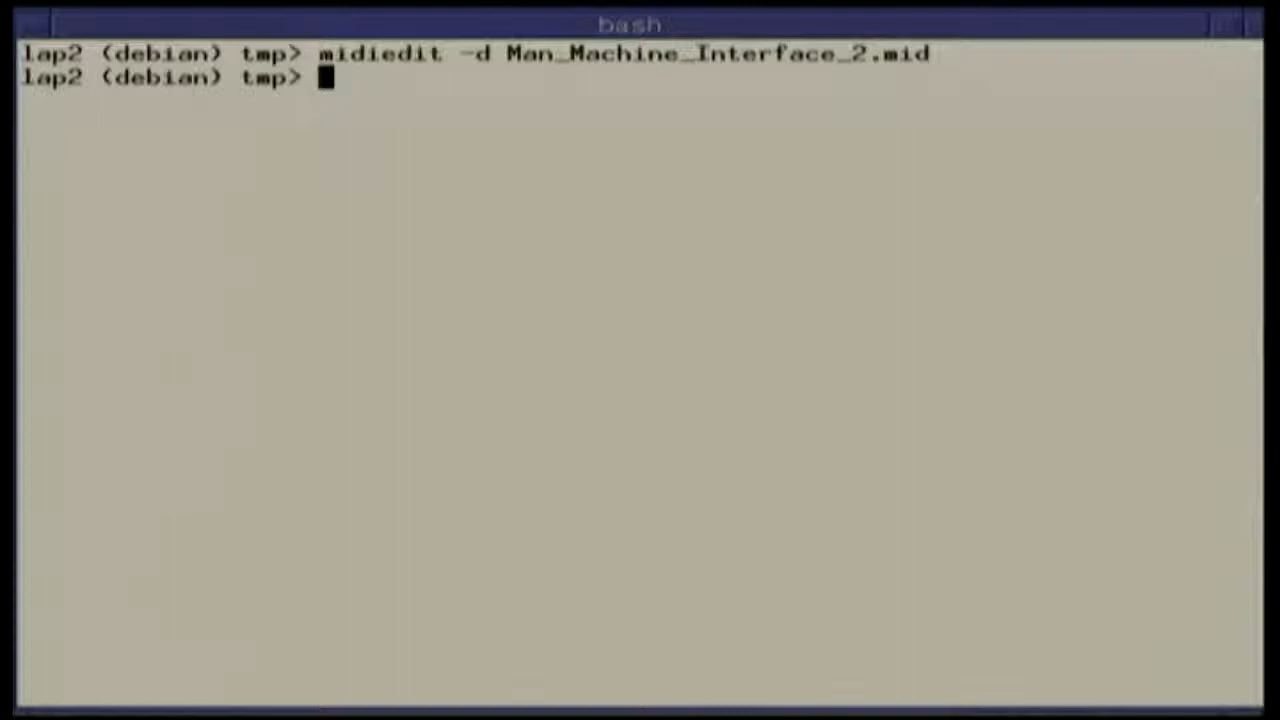 bash
lap2 (debian) tmp> midiedit -d Man_Machine_Interface_2.mid
lap2 (debian) tmp>